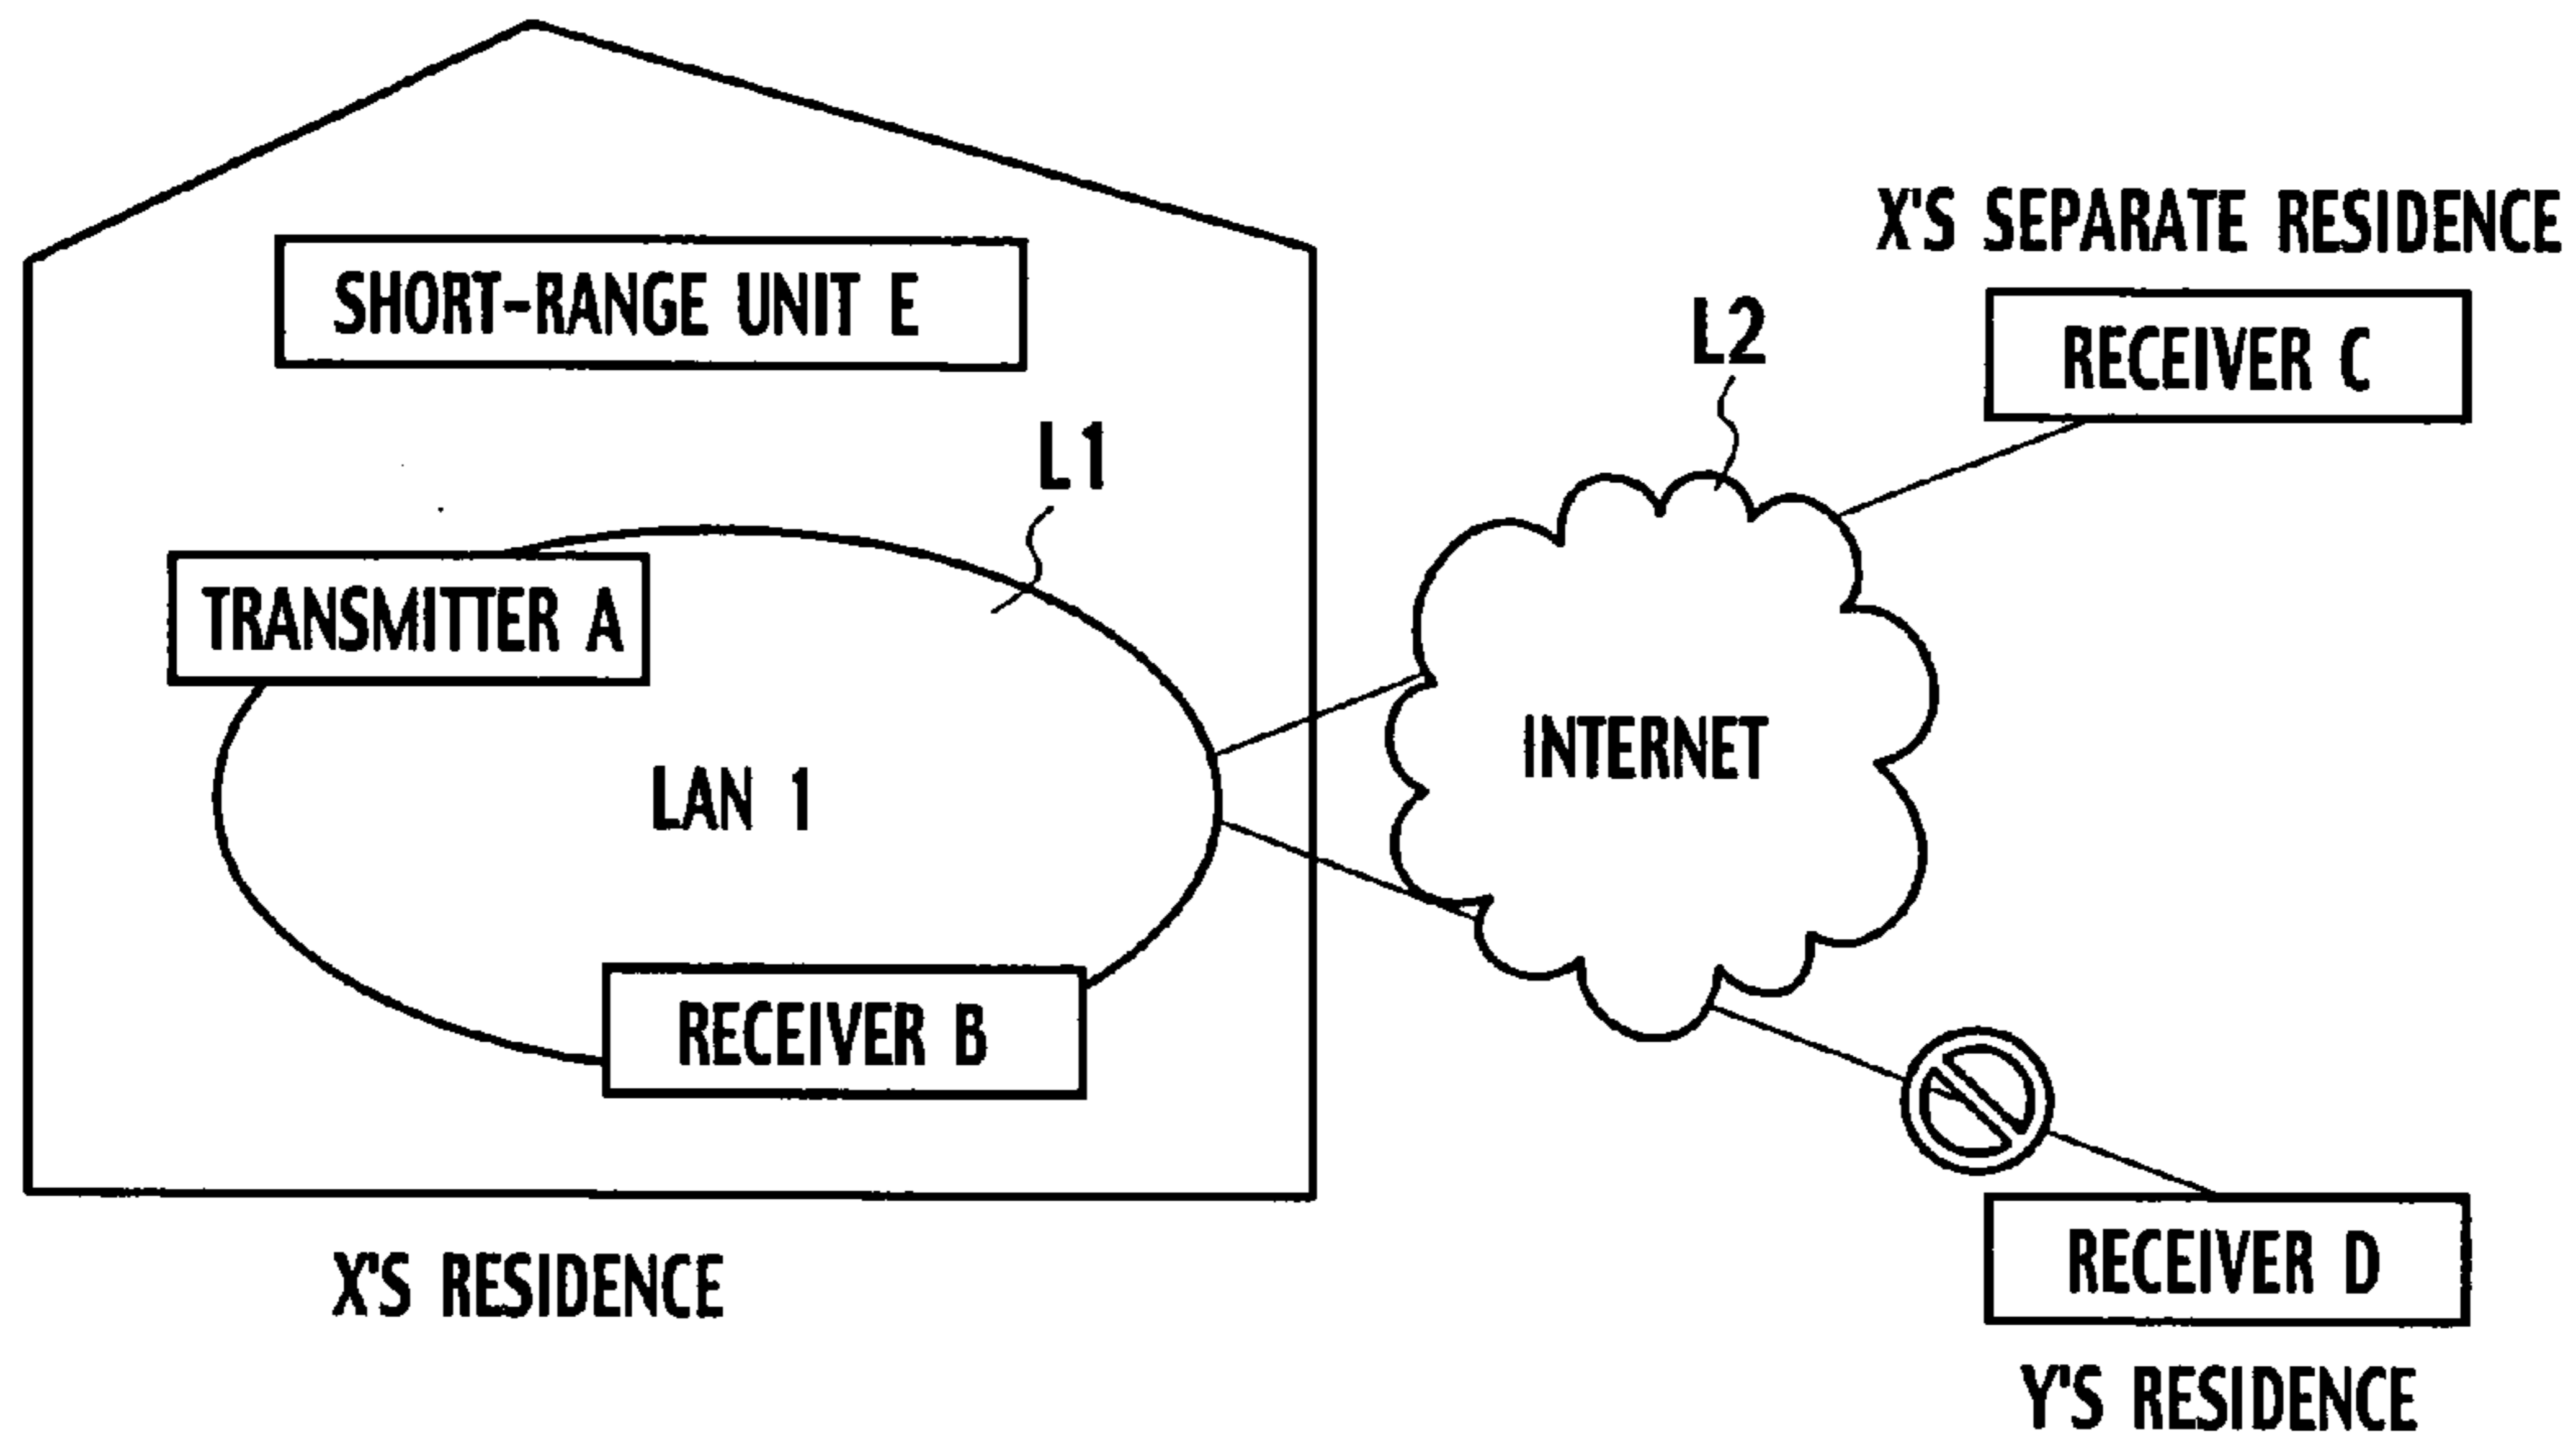 X'S SEPARATE RESIDENCE
SHORT-RANGE UNIT E
L2
RECEIVER C
L1
TRANSMITTER A
INTERNET
LAN 1
RECEIVER B
RECEIVER D
X'S RESIDENCE
Y'S RESIDENCE